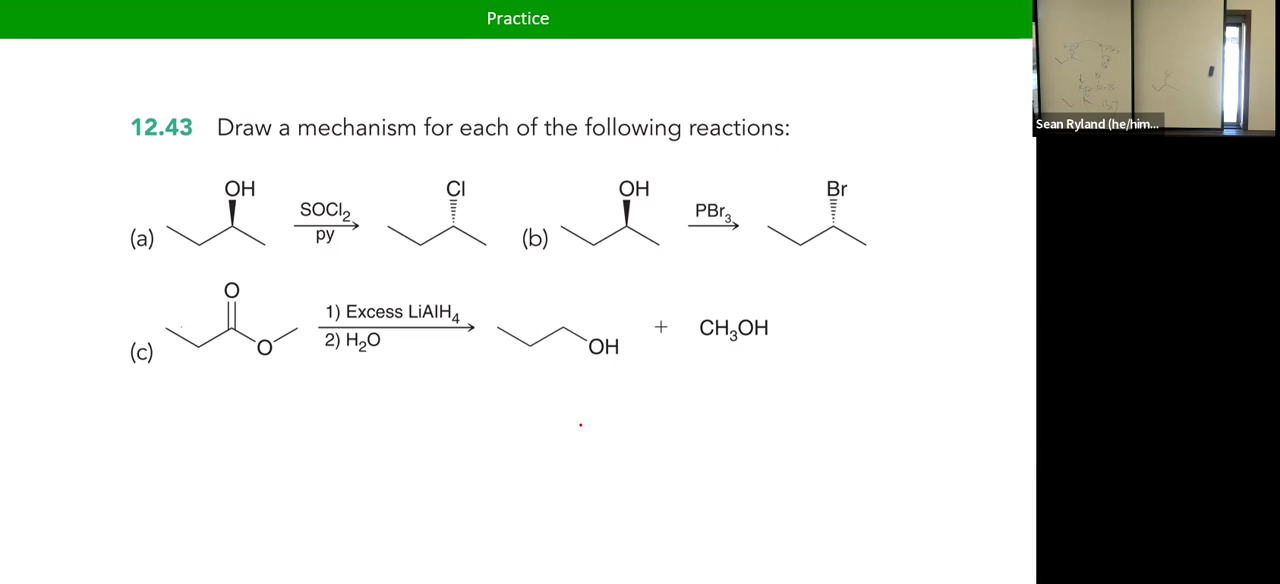 Practice
12.43 Draw a mechanism for each of the following reactions:
(a) OH SOCl2 py Cl
(b) OH PBr3 Br
(c) O O 1) Excess LiAlH4 2) H2O OH + CH3OH
Sean Ryland (he/him...